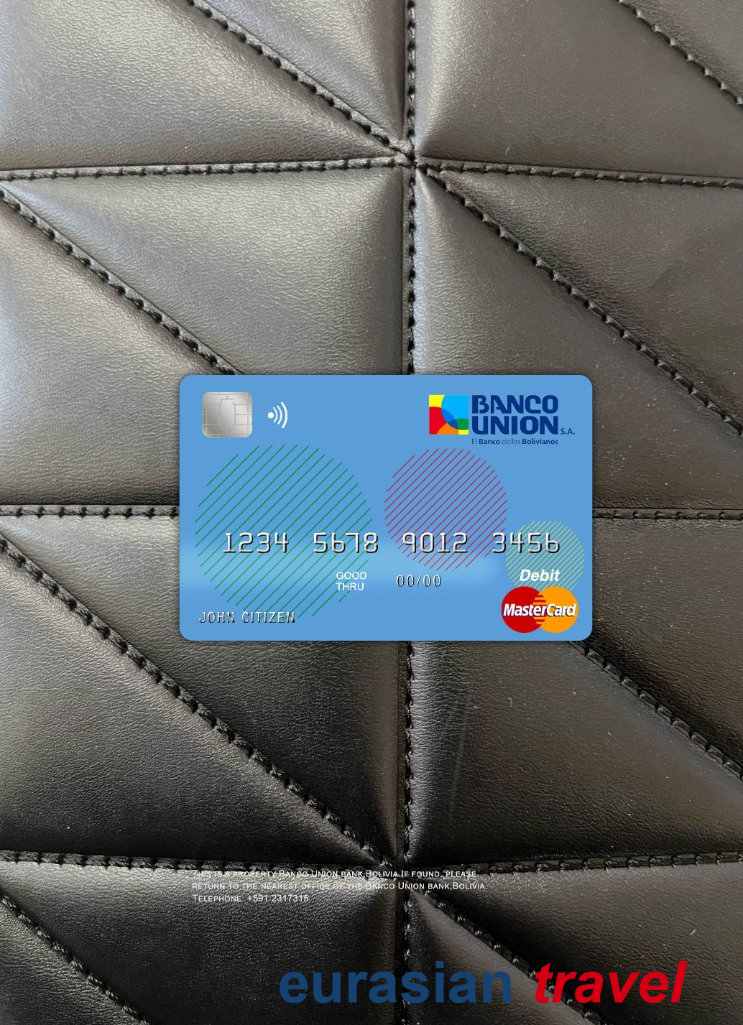 BANCO
UNION S.A.
El Banco de los Bolivianos
1234 5678 9012 3456
GOOD
THRU
00/00
Debit
MasterCard
JOHN CITIZEN
THIS IS A PROPERTY BANCO UNION BANK,BOLIVIA.IF FOUND, PLEASE
RETURN TO THE NEAREST OFFICE OF THE BANCO UNION BANK,BOLIVIA
TELEPHONE: +591 2317316
eurasian travel